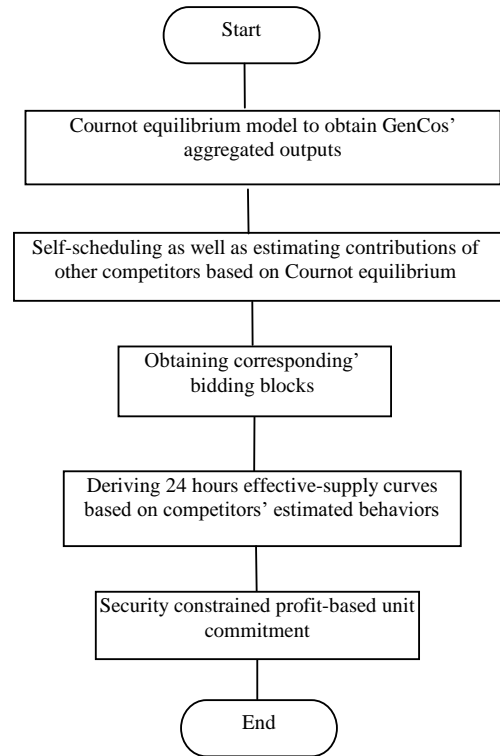 Start
Cournot equilibrium model to obtain GenCos’
aggregated outputs
Self-scheduling as well as estimating contributions of
other competitors based on Cournot equilibrium
Obtaining corresponding’
bidding blocks
Deriving 24 hours effective-supply curves
based on competitors’ estimated behaviors
Security constrained profit-based unit
commitment
End